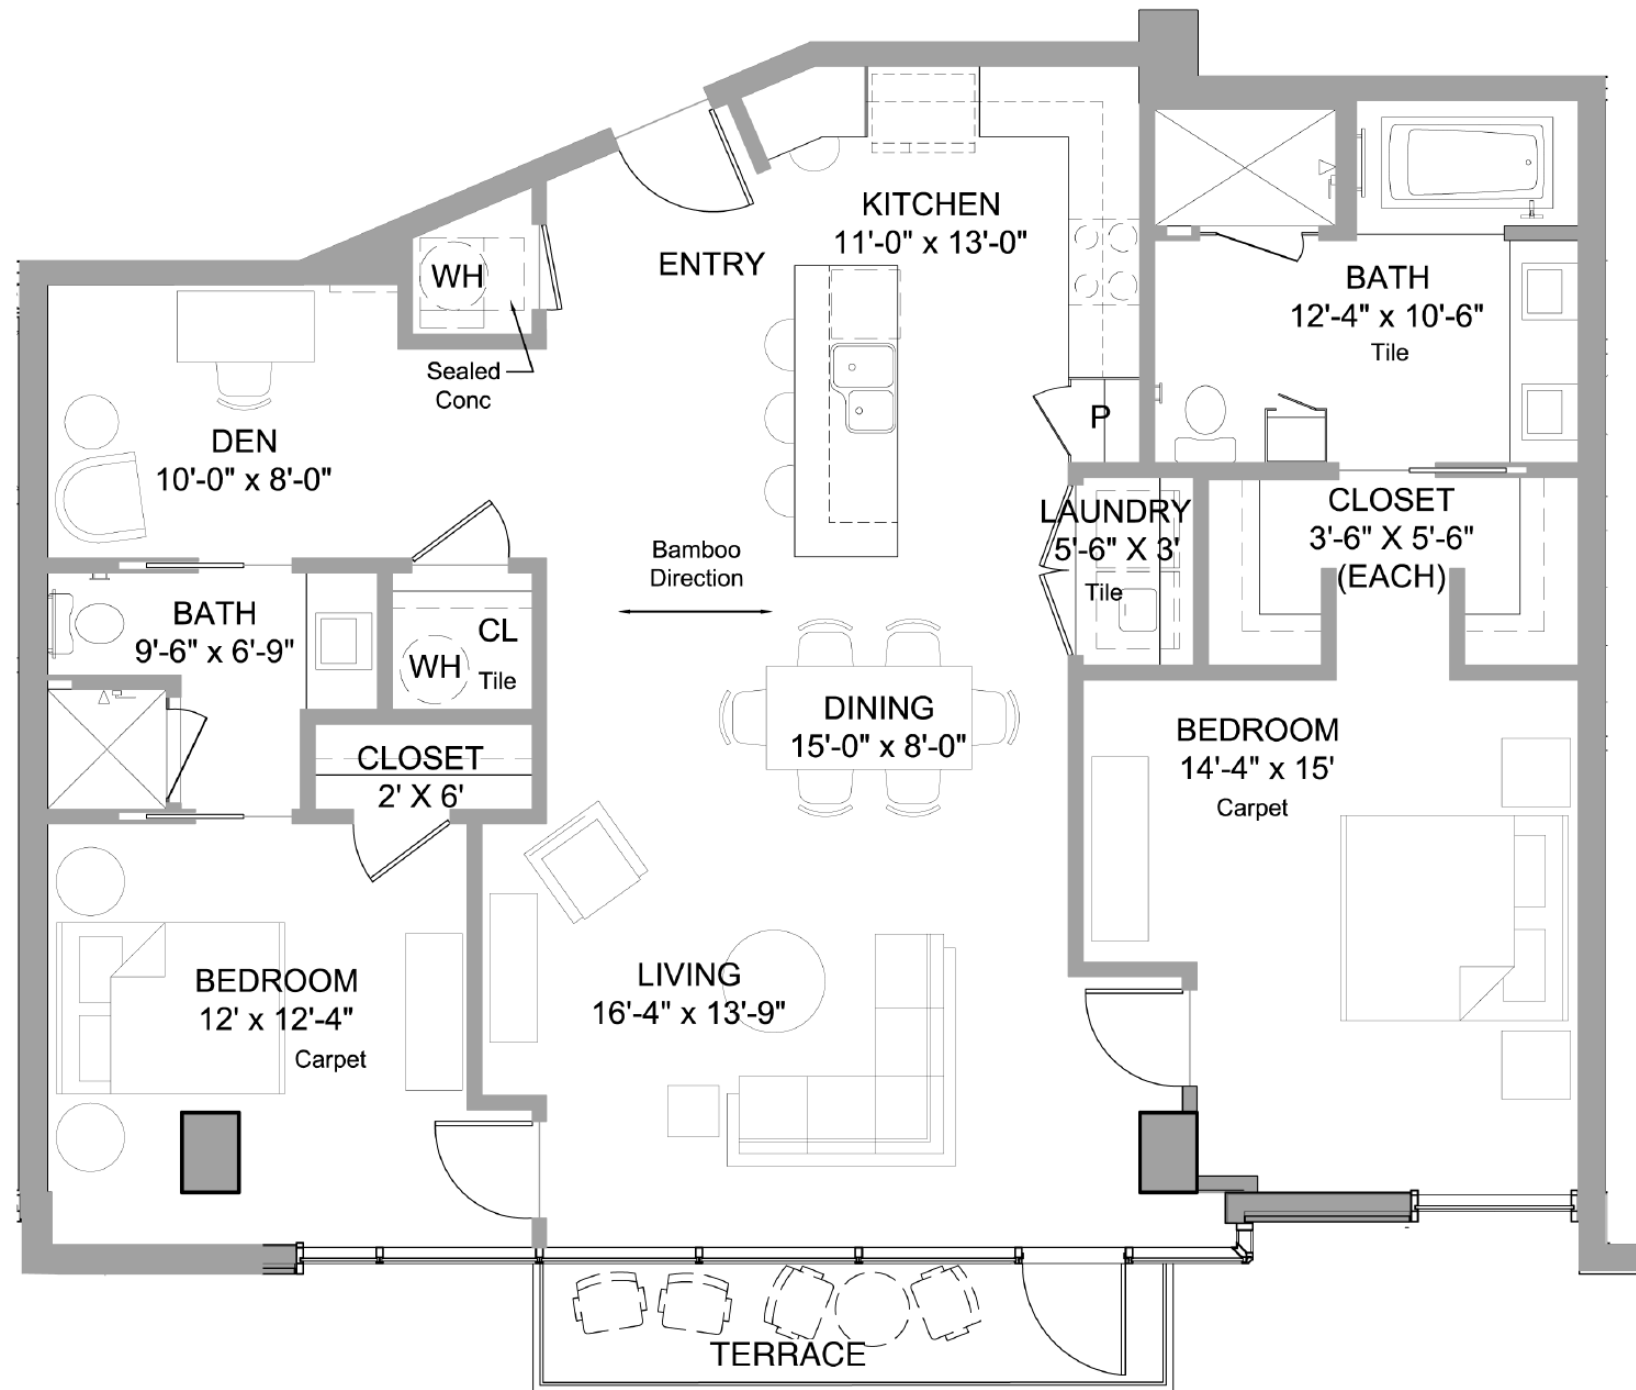 KITCHEN
11'-0" x 13'-0"
ENTRY
WH
BATH
12'-4" x 10'-6"
Tile
Sealed
Conc
P
DEN
10'-0" x 8'-0"
LAUNDRY
5'-6" X 3'
Tile
CLOSET
3'-6" X 5'-6"
(EACH)
Bamboo
Direction
BATH
9'-6" x 6'-9"
CL
WH
Tile
DINING
15'-0" x 8'-0"
BEDROOM
14'-4" x 15'
Carpet
CLOSET
2' X 6'
LIVING
16'-4" x 13'-9"
BEDROOM
12' x 12'-4"
Carpet
TERRACE